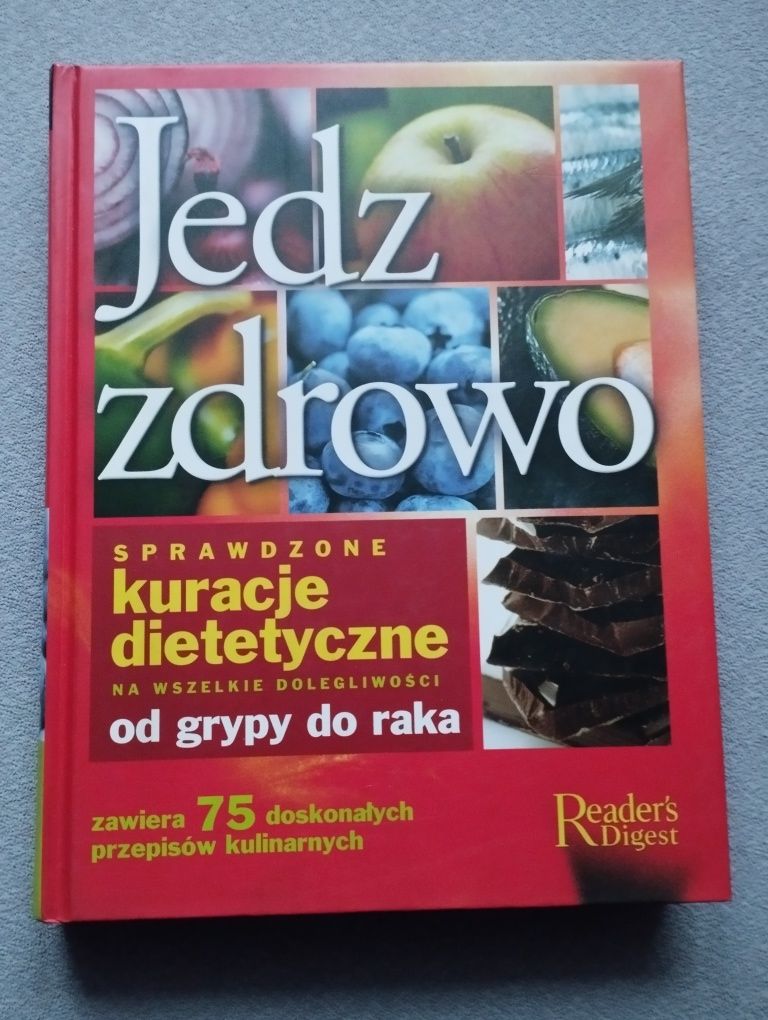 Jedz
zdrowo
SPRAWDZONE
kuracje
dietetyczne
NA WSZELKIE DOLEGLIWOŚCI
od grypy do raka
zawiera 75 doskonałych
przepisów kulinarnych
Reader's
Digest